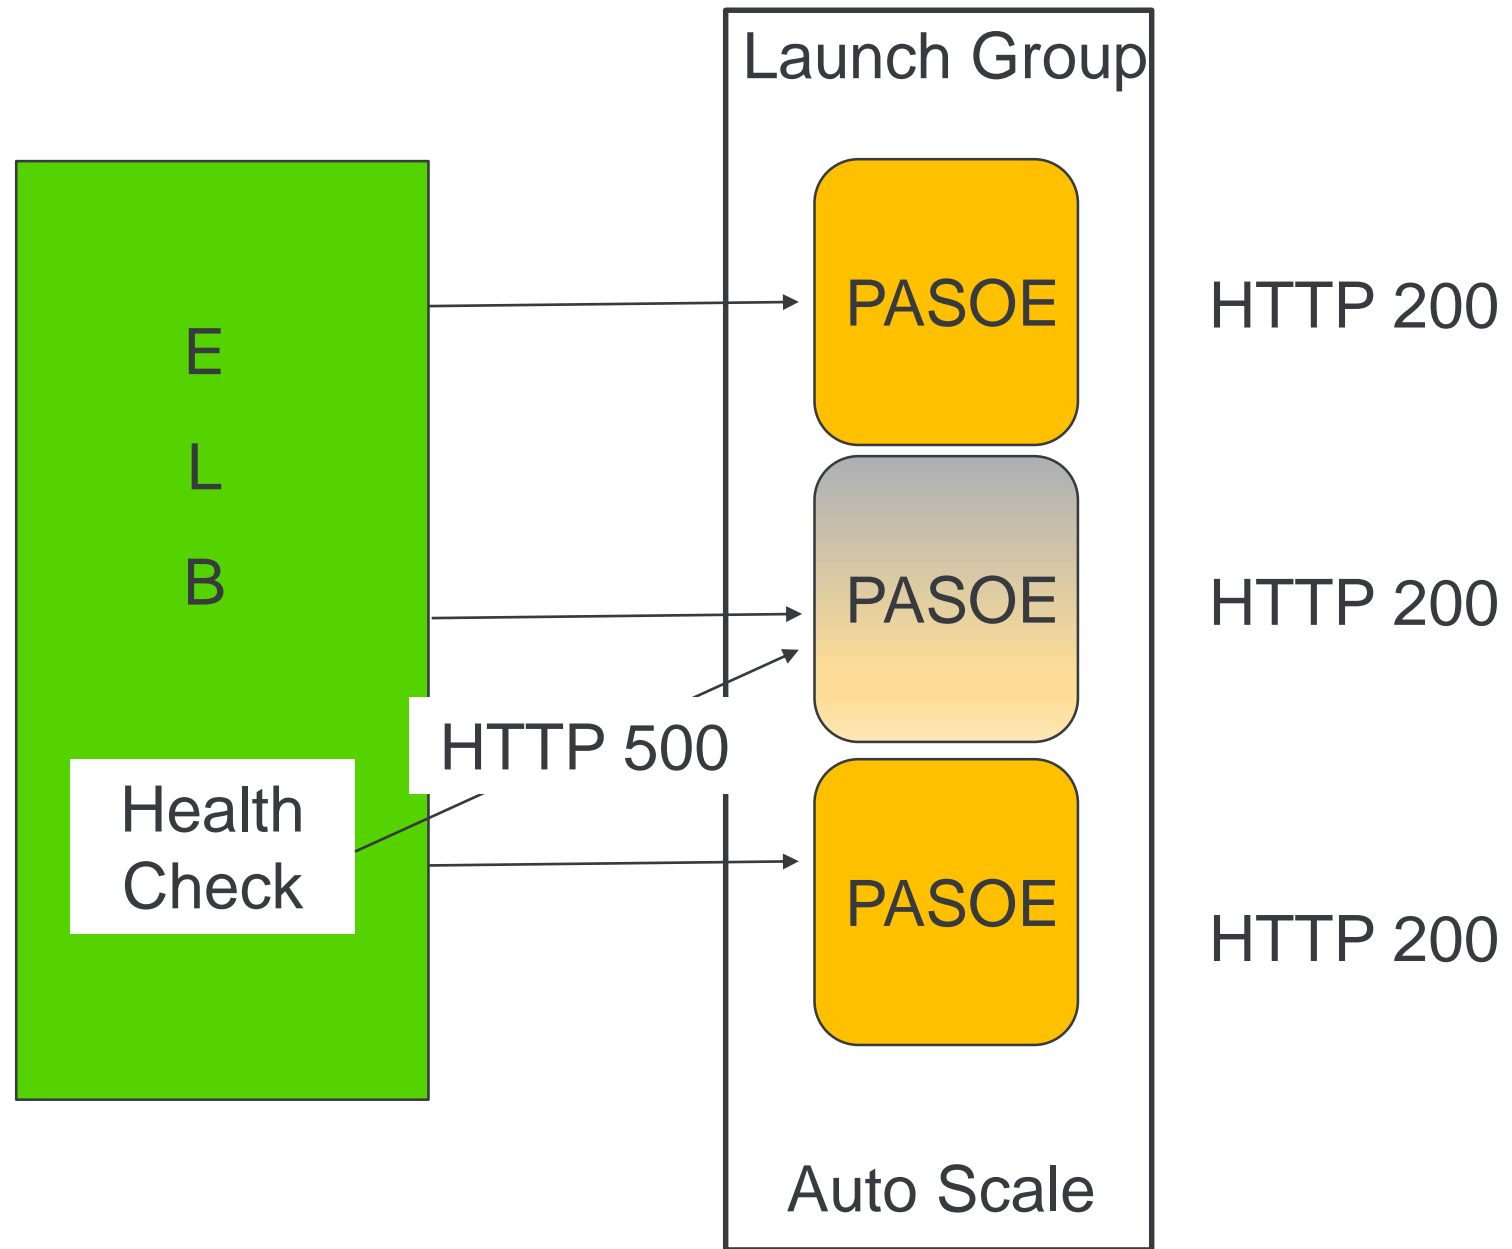 Launch Group
E
L
B
PASOE
HTTP 200
PASOE
HTTP 200
HTTP 500
Health
Check
PASOE
HTTP 200
Auto Scale